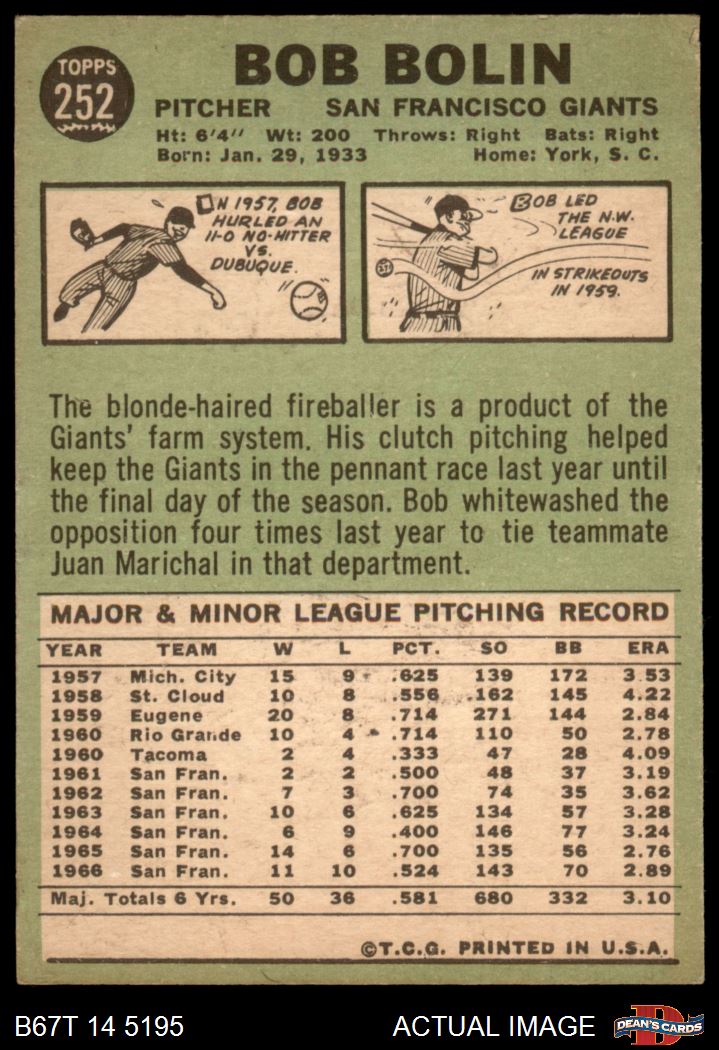 TOPPS
252
BOB BOLIN
PITCHER SAN FRANCISCO GIANTS
Ht: 6'4" Wt: 200 Throws: Right Bats: Right
Born: Jan. 29, 1933 Home: York, S. C.
IN 1957, BOB
HURLED AN
11-0 NO-HITTER
VS.
DUBUQUE.
BOB LED
THE N.W.
LEAGUE
IN STRIKEOUTS
IN 1959.
The blonde-haired fireballer is a product of the
Giants' farm system. His clutch pitching helped
keep the Giants in the pennant race last year until
the final day of the season. Bob whitewashed the
opposition four times last year to tie teammate
Juan Marichal in that department.
MAJOR & MINOR LEAGUE PITCHING RECORD
YEAR TEAM W L PCT. SO BB ERA
1957 Mich. City 15 9 .625 139 172 3.53
1958 St. Cloud 10 8 .556 162 145 4.22
1959 Eugene 20 8 .714 271 144 2.84
1960 Rio Grande 10 4 .714 110 50 2.78
1960 Tacoma 2 4 .333 47 28 4.09
1961 San Fran. 2 2 .500 48 37 3.19
1962 San Fran. 7 3 .700 74 35 3.62
1963 San Fran. 10 6 .625 134 57 3.28
1964 San Fran. 6 9 .400 146 77 3.24
1965 San Fran. 14 6 .700 135 56 2.76
1966 San Fran. 11 10 .524 143 70 2.89
Maj. Totals 6 Yrs. 50 36 .581 680 332 3.10
©T.C.G. PRINTED IN U.S.A.
B67T 14 5195 ACTUAL IMAGE
DEAN'S CARDS